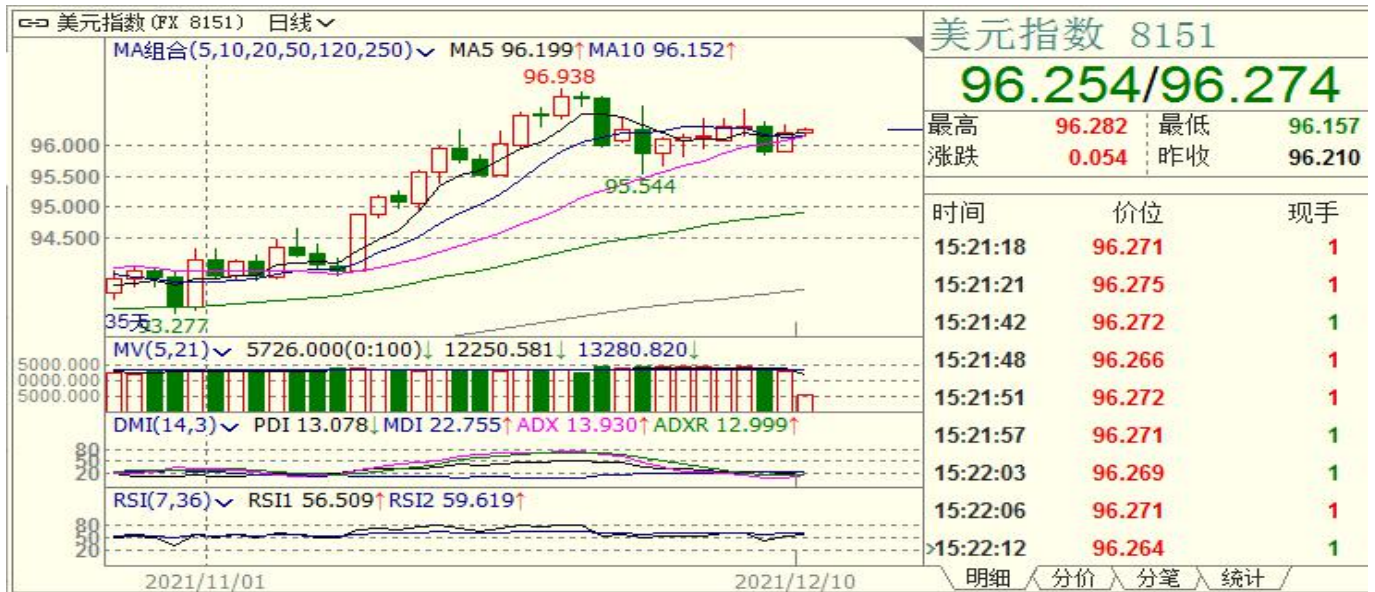 美元指数(FX 8151) 日线
MA组合(5,10,20,50,120,250) MA5 96.199↑MA10 96.152↑
96.938
96.000
95.500
95.544
95.000
94.500
35天
93.277
MV(5,21) 5726.000(0:100)↓ 12250.581↓ 13280.820↓
5000.000
0000.000
5000.000
DMI(14,3) PDI 13.078↓MDI 22.755↑ADX 13.930↑ADXR 12.999↑
80
50
20
RSI(7,36) RSI1 56.509↑RSI2 59.619↑
80
50
20
2021/11/01 2021/12/10
美元指数 8151
96.254/96.274
最高 96.282 最低 96.157
涨跌 0.054 昨收 96.210
时间 价位 现手
15:21:18 96.271 1
15:21:21 96.275 1
15:21:42 96.272 1
15:21:48 96.266 1
15:21:51 96.272 1
15:21:57 96.271 1
15:22:03 96.269 1
15:22:06 96.271 1
>15:22:12 96.264 1
明细 分价 分笔 统计